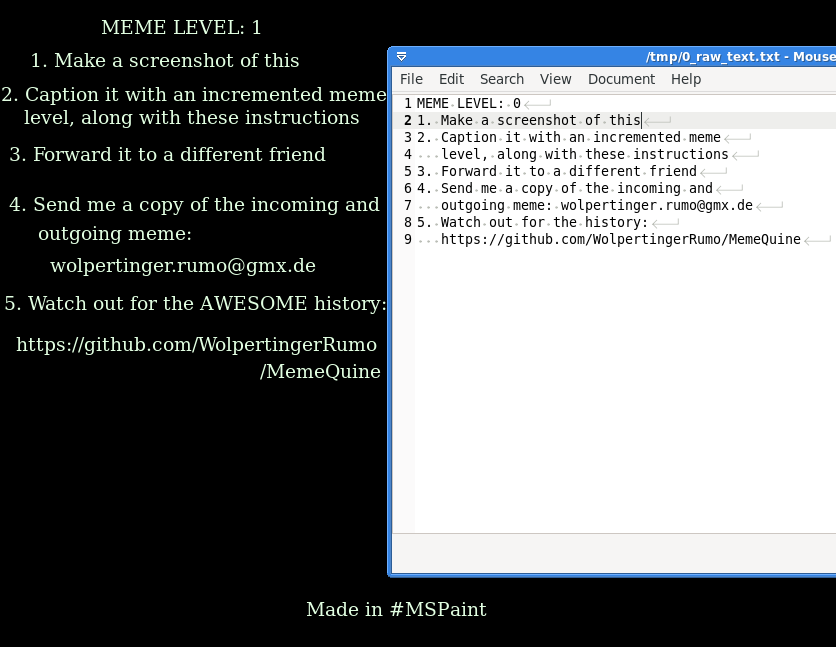 MEME LEVEL: 1
1. Make a screenshot of this
2. Caption it with an incremented meme
level, along with these instructions
3. Forward it to a different friend
4. Send me a copy of the incoming and
outgoing meme:
wolpertinger.rumo@gmx.de
5. Watch out for the AWESOME history:
https://github.com/WolpertingerRumo
/MemeQuine
/tmp/0_raw_text.txt - Mouse
File Edit Search View Document Help
1 MEME LEVEL: 0
2 1. Make a screenshot of this
3 2. Caption it with an incremented meme
4 level, along with these instructions
5 3. Forward it to a different friend
6 4. Send me a copy of the incoming and
7 outgoing meme: wolpertinger.rumo@gmx.de
8 5. Watch out for the history:
9 https://github.com/WolpertingerRumo/MemeQuine
Made in #MSPaint